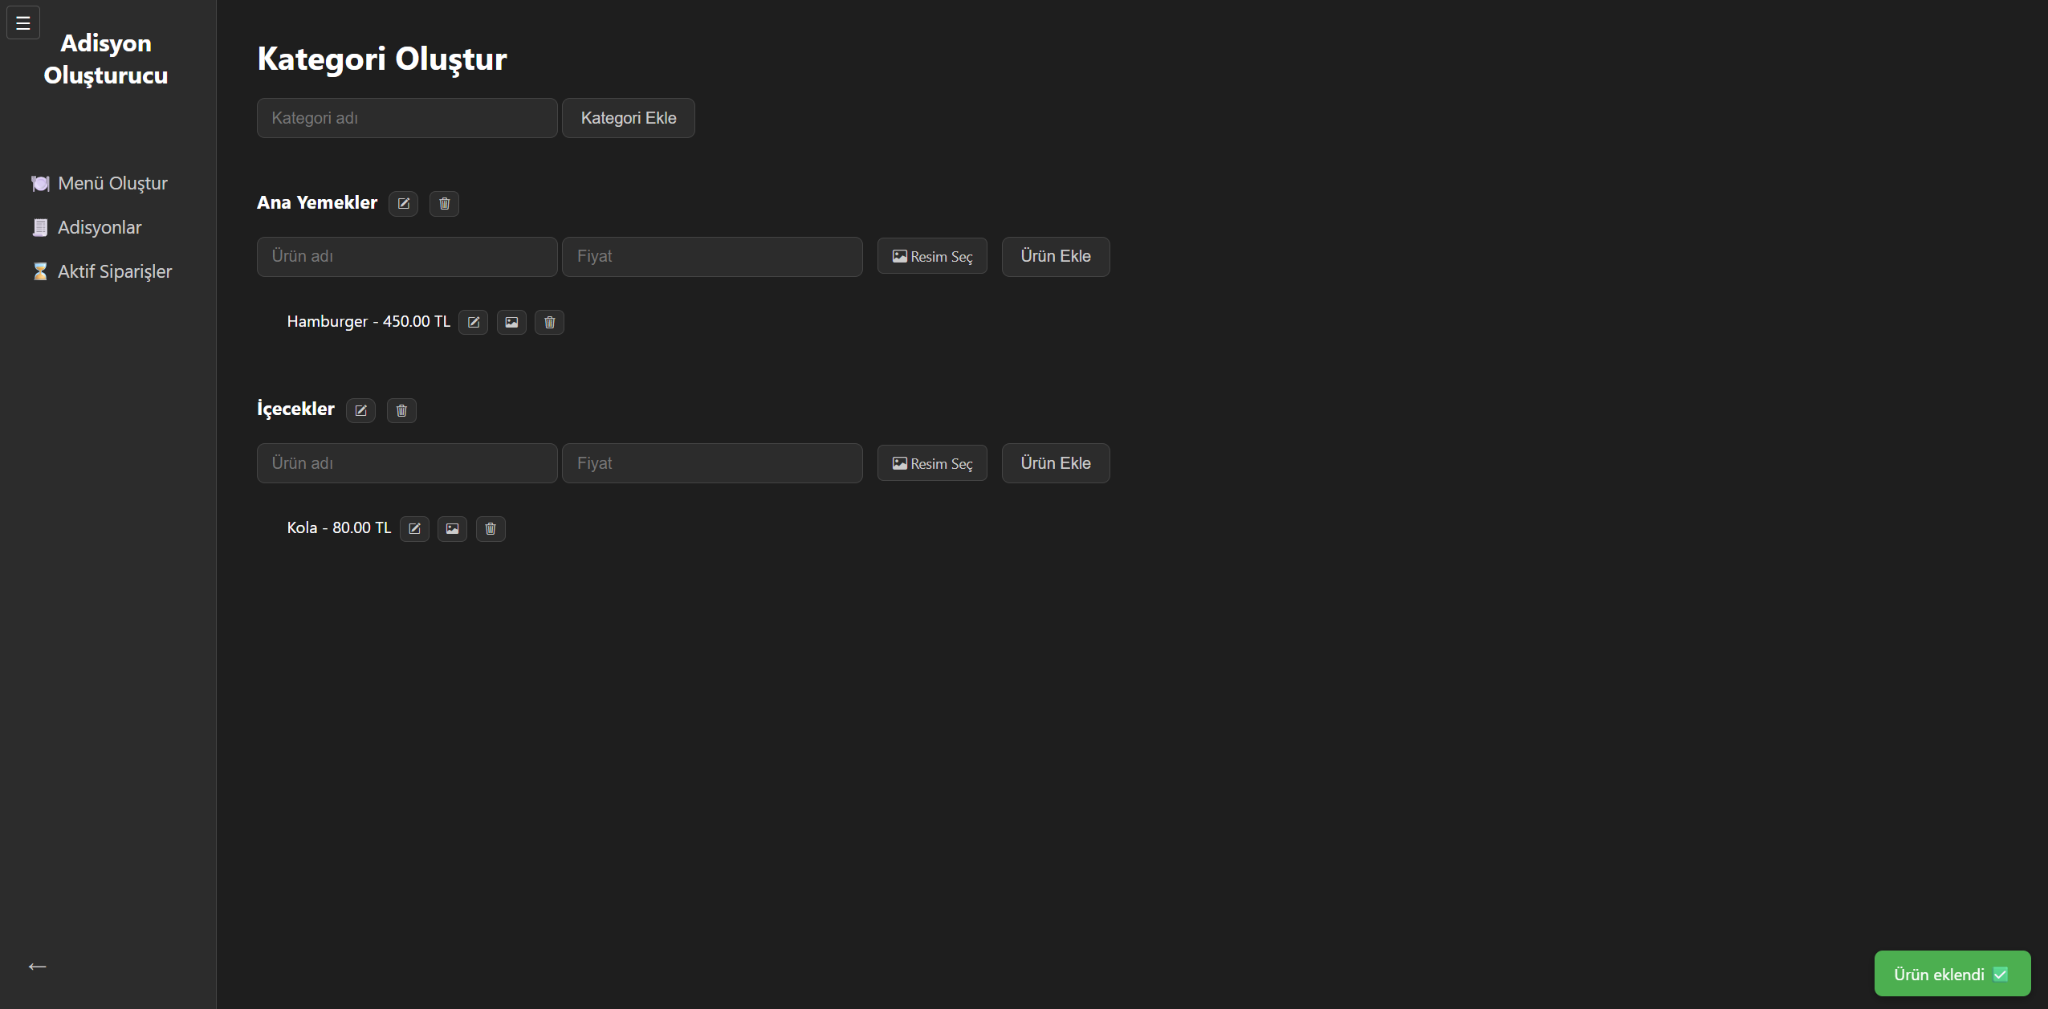 Adisyon
Oluşturucu
Menü Oluştur
Adisyonlar
Aktif Siparişler
Kategori Oluştur
Kategori adı
Kategori Ekle
Ana Yemekler
Ürün adı
Fiyat
Resim Seç
Ürün Ekle
Hamburger - 450.00 TL
İçecekler
Ürün adı
Fiyat
Resim Seç
Ürün Ekle
Kola - 80.00 TL
Ürün eklendi ✅